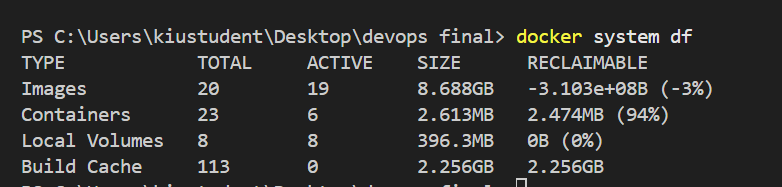 PS C:\Users\kiustudent\Desktop\devops final> docker system df
TYPE TOTAL ACTIVE SIZE RECLAIMABLE
Images 20 19 8.688GB -3.103e+08B (-3%)
Containers 23 6 2.613MB 2.474MB (94%)
Local Volumes 8 8 396.3MB 0B (0%)
Build Cache 113 0 2.256GB 2.256GB